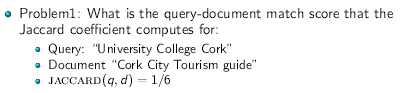 Problem1: What is the query-document match score that the
Jaccard coefficient computes for:
Query: “University College Cork”
Document “Cork City Tourism guide”
JACCARD(q, d) = 1/6